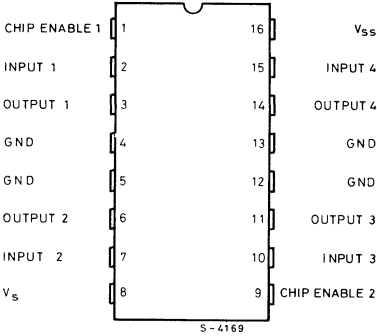 CHIP ENABLE 1 1 16 Vss
INPUT 1 2 15 INPUT 4
OUTPUT 1 3 14 OUTPUT 4
GND 4 13 GND
GND 5 12 GND
OUTPUT 2 6 11 OUTPUT 3
INPUT 2 7 10 INPUT 3
Vs 8 9 CHIP ENABLE 2
S-4169